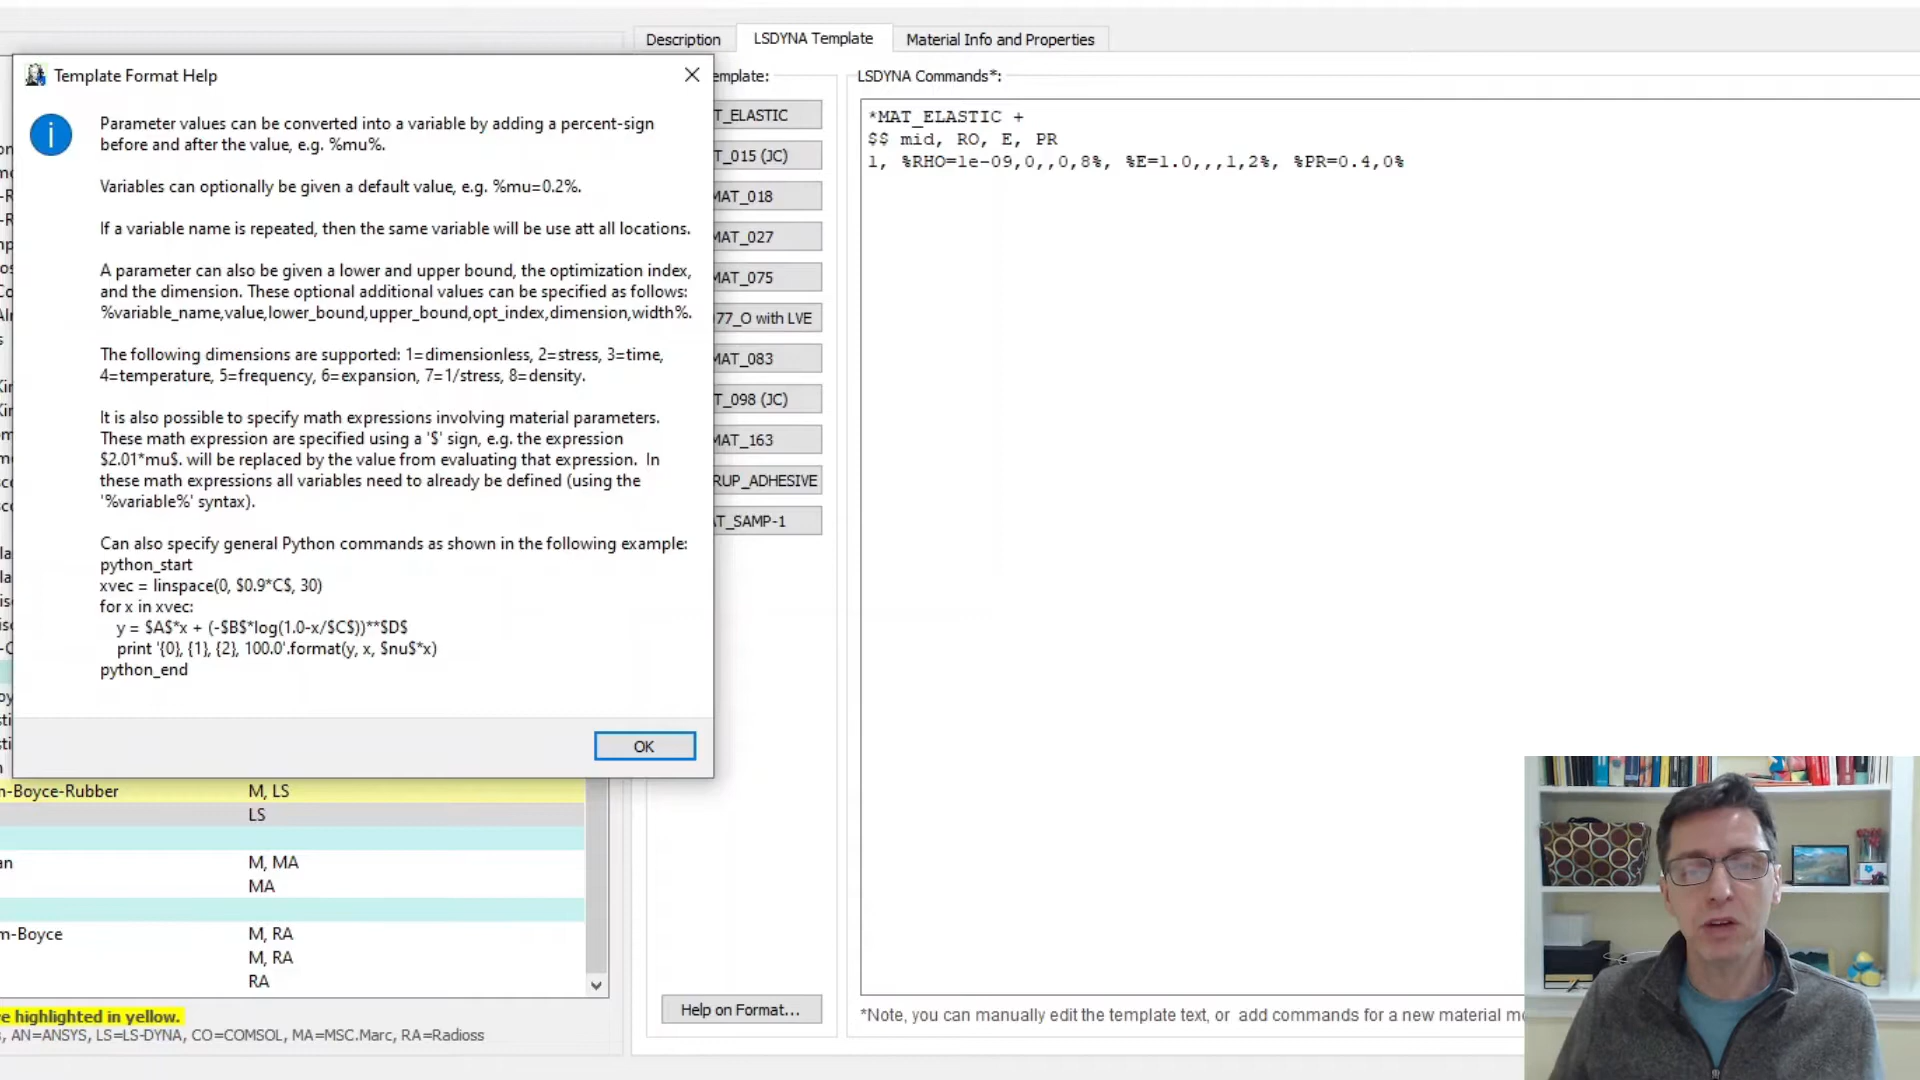 Description
LSDYNA Template
Material Info and Properties
Template Format Help
emplate:
LSDYNA Commands*:
Parameter values can be converted into a variable by adding a percent-sign
before and after the value, e.g. %mu%.
Variables can optionally be given a default value, e.g. %mu=0.2%.
If a variable name is repeated, then the same variable will be use att all locations.
A parameter can also be given a lower and upper bound, the optimization index,
and the dimension. These optional additional values can be specified as follows:
%variable_name,value,lower_bound,upper_bound,opt_index,dimension,width%.
The following dimensions are supported: 1=dimensionless, 2=stress, 3=time,
4=temperature, 5=frequency, 6=expansion, 7=1/stress, 8=density.
It is also possible to specify math expressions involving material parameters.
These math expression are specified using a '$' sign, e.g. the expression
$2.01*mu$. will be replaced by the value from evaluating that expression. In
these math expressions all variables need to already be defined (using the
'%variable%' syntax).
Can also specify general Python commands as shown in the following example:
python_start
xvec = linspace(0, $0.9*C$, 30)
for x in xvec:
y = $A$*x + (-$B$*log(1.0-x/$C$))**$D$
print '{0}, {1}, {2}, 100.0'.format(y, x, $nu$*x)
python_end
OK
T_ELASTIC
T_015 (JC)
MAT_018
MAT_027
MAT_075
77_O with LVE
MAT_083
T_098 (JC)
MAT_163
RUP_ADHESIVE
AT_SAMP-1
Help on Format...
*MAT_ELASTIC +
$$ mid, RO, E, PR
1, %RHO=1e-09,0,,0,8%, %E=1.0,,,1,2%, %PR=0.4,0%
*Note, you can manually edit the template text, or add commands for a new material m
n-Boyce-Rubber M, LS
LS
an M, MA
MA
m-Boyce M, RA
M, RA
RA
e highlighted in yellow.
, AN=ANSYS, LS=LS-DYNA, CO=COMSOL, MA=MSC.Marc, RA=Radioss